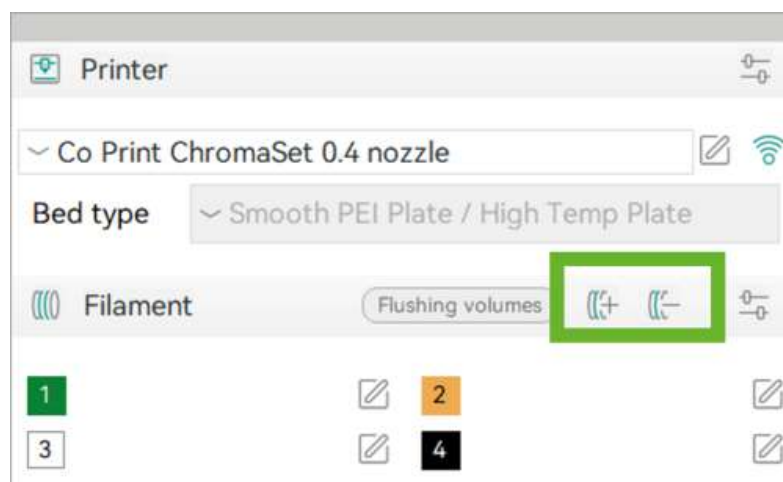 Printer
Co Print ChromaSet 0.4 nozzle
Bed type Smooth PEI Plate / High Temp Plate
Filament Flushing volumes
1 2
3 4